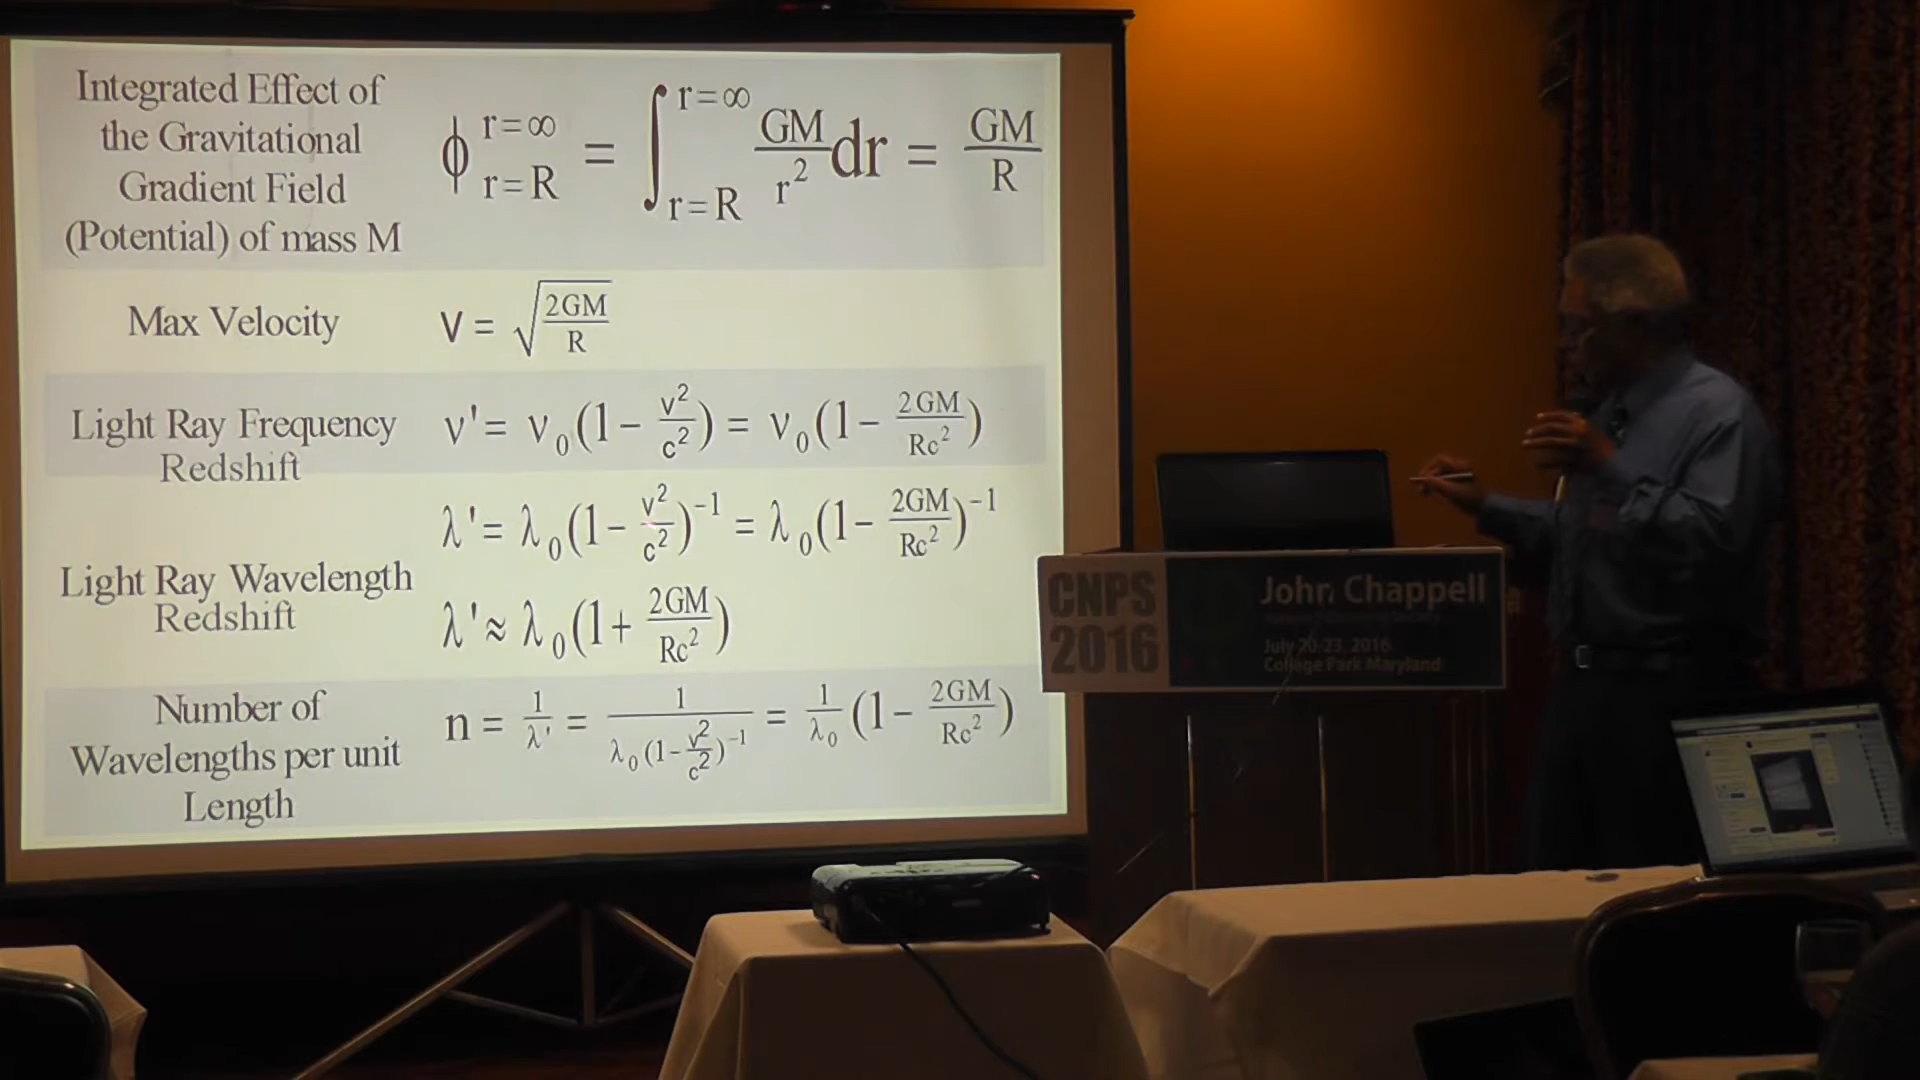 Integrated Effect of
the Gravitational
Gradient Field
(Potential) of mass M
ϕ r=∞ r=R = ∫ r=∞ r=R GM/r² dr = GM/R
Max Velocity
V = √(2GM/R)
Light Ray Frequency
Redshift
ν' = ν₀(1 − v²/c²) = ν₀(1 − 2GM/Rc²)
Light Ray Wavelength
Redshift
λ' = λ₀(1 − v²/c²)⁻¹ = λ₀(1 − 2GM/Rc²)⁻¹
λ' ≈ λ₀(1 + 2GM/Rc²)
Number of
Wavelengths per unit
Length
n = 1/λ' = 1/λ₀(1 − v²/c²)⁻¹ = 1/λ₀ (1 − 2GM/Rc²)
CNPS
2016
John Chappell
July 20-23, 2016
College Park Maryland